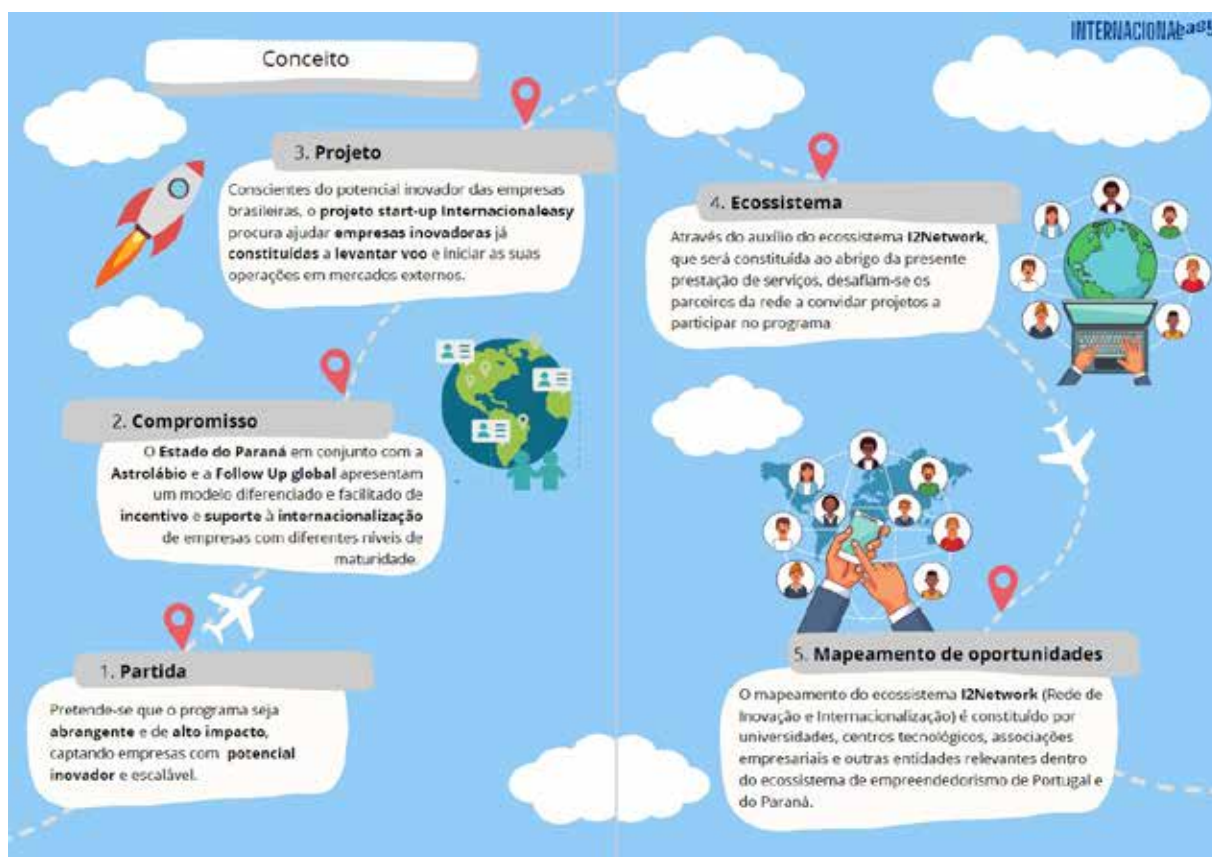 INTERNACIONALeasy
Conceito
3. Projeto
Conscientes do potencial inovador das empresas
brasileiras, o projeto start-up Internacionaleasy
procura ajudar empresas inovadoras já
constituídas a levantar voo e iniciar as suas
operações em mercados externos.
2. Compromisso
O Estado do Paraná em conjunto com a
Astrolábio e a Follow Up global apresentam
um modelo diferenciado e facilitado de
incentivo e suporte à internacionalização
de empresas com diferentes níveis de
maturidade.
1. Partida
Pretende-se que o programa seja
abrangente e de alto impacto,
captando empresas com potencial
inovador e escalável.
4. Ecossistema
Através do auxílio do ecossistema I2Network,
que será constituída ao abrigo da presente
prestação de serviços, desafiam-se os
parceiros da rede a convidar projetos a
participar no programa
5. Mapeamento de oportunidades
O mapeamento do ecossistema I2Network (Rede de
Inovação e Internacionalização) é constituído por
universidades, centros tecnológicos, associações
empresariais e outras entidades relevantes dentro
do ecossistema de empreendedorismo de Portugal e
do Paraná.